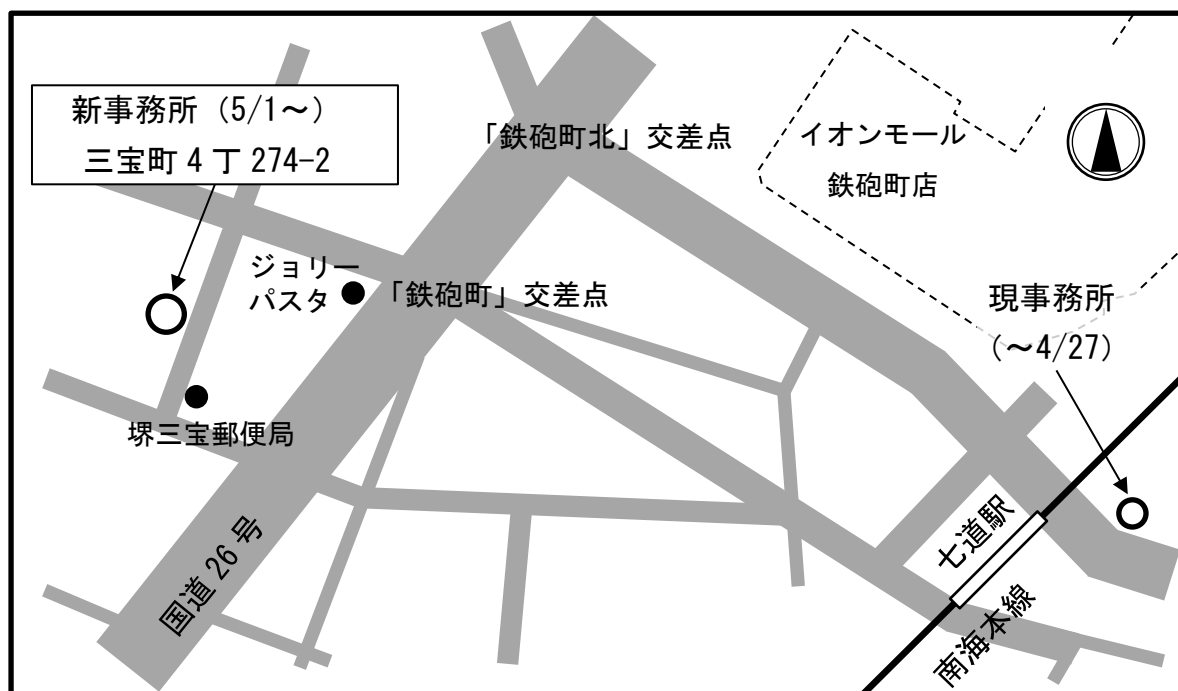 新事務所（5/1～）
三宝町 4 丁 274-2
「鉄砲町北」交差点
イオンモール
鉄砲町店
ジョリー
パスタ
「鉄砲町」交差点
現事務所
（～4/27）
堺三宝郵便局
国道 26 号
七道駅
南海本線